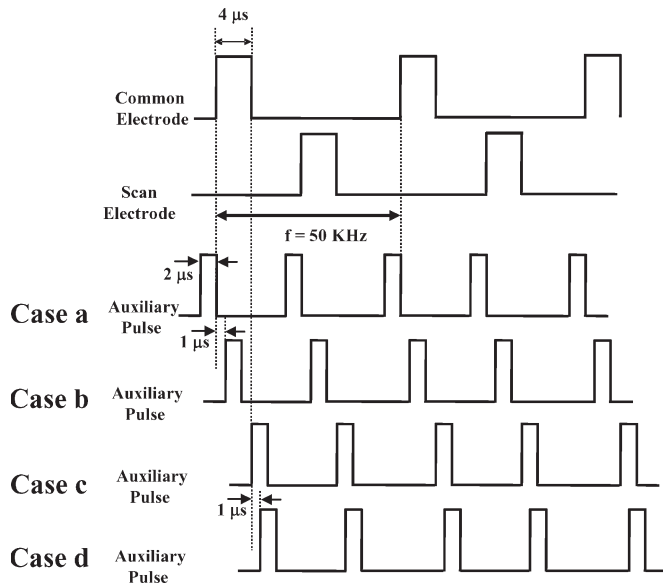 4 μs
Common
Electrode
Scan
Electrode
f = 50 KHz
2 μs
Case a
Auxiliary
Pulse
1 μs
Case b
Auxiliary
Pulse
Case c
Auxiliary
Pulse
1 μs
Case d
Auxiliary
Pulse